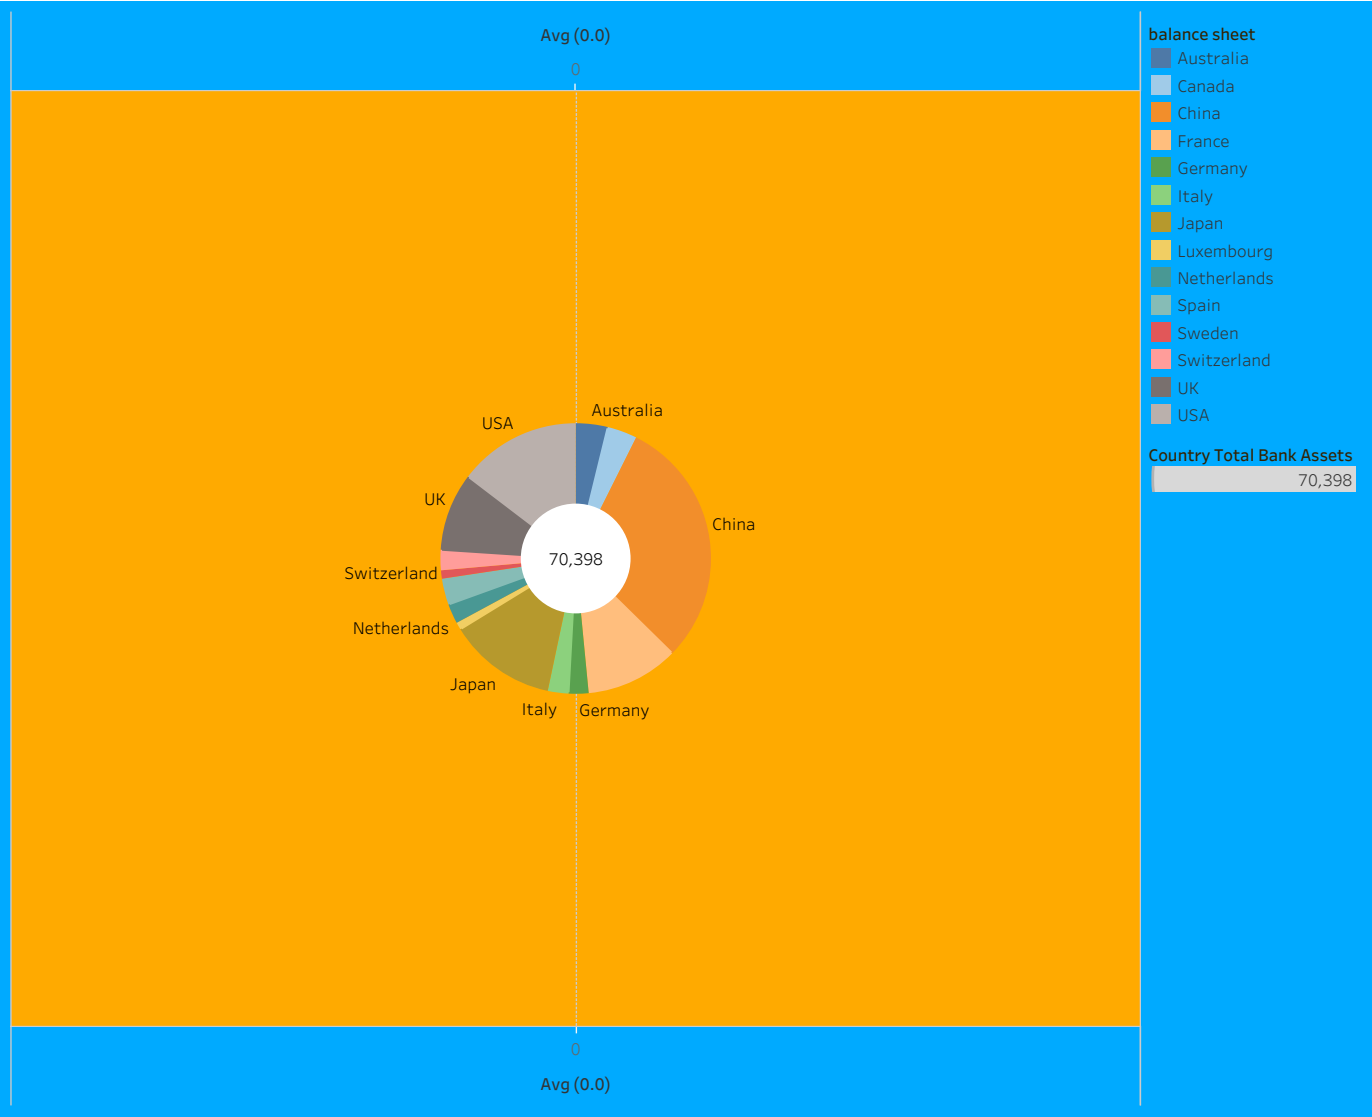 Avg (0.0)
0
balance sheet
Australia
Canada
China
France
Germany
Italy
Japan
Luxembourg
Netherlands
Spain
Sweden
Switzerland
UK
USA
Country Total Bank Assets
70,398
Australia
USA
UK
China
70,398
Switzerland
Netherlands
Japan
Italy
Germany
0
Avg (0.0)